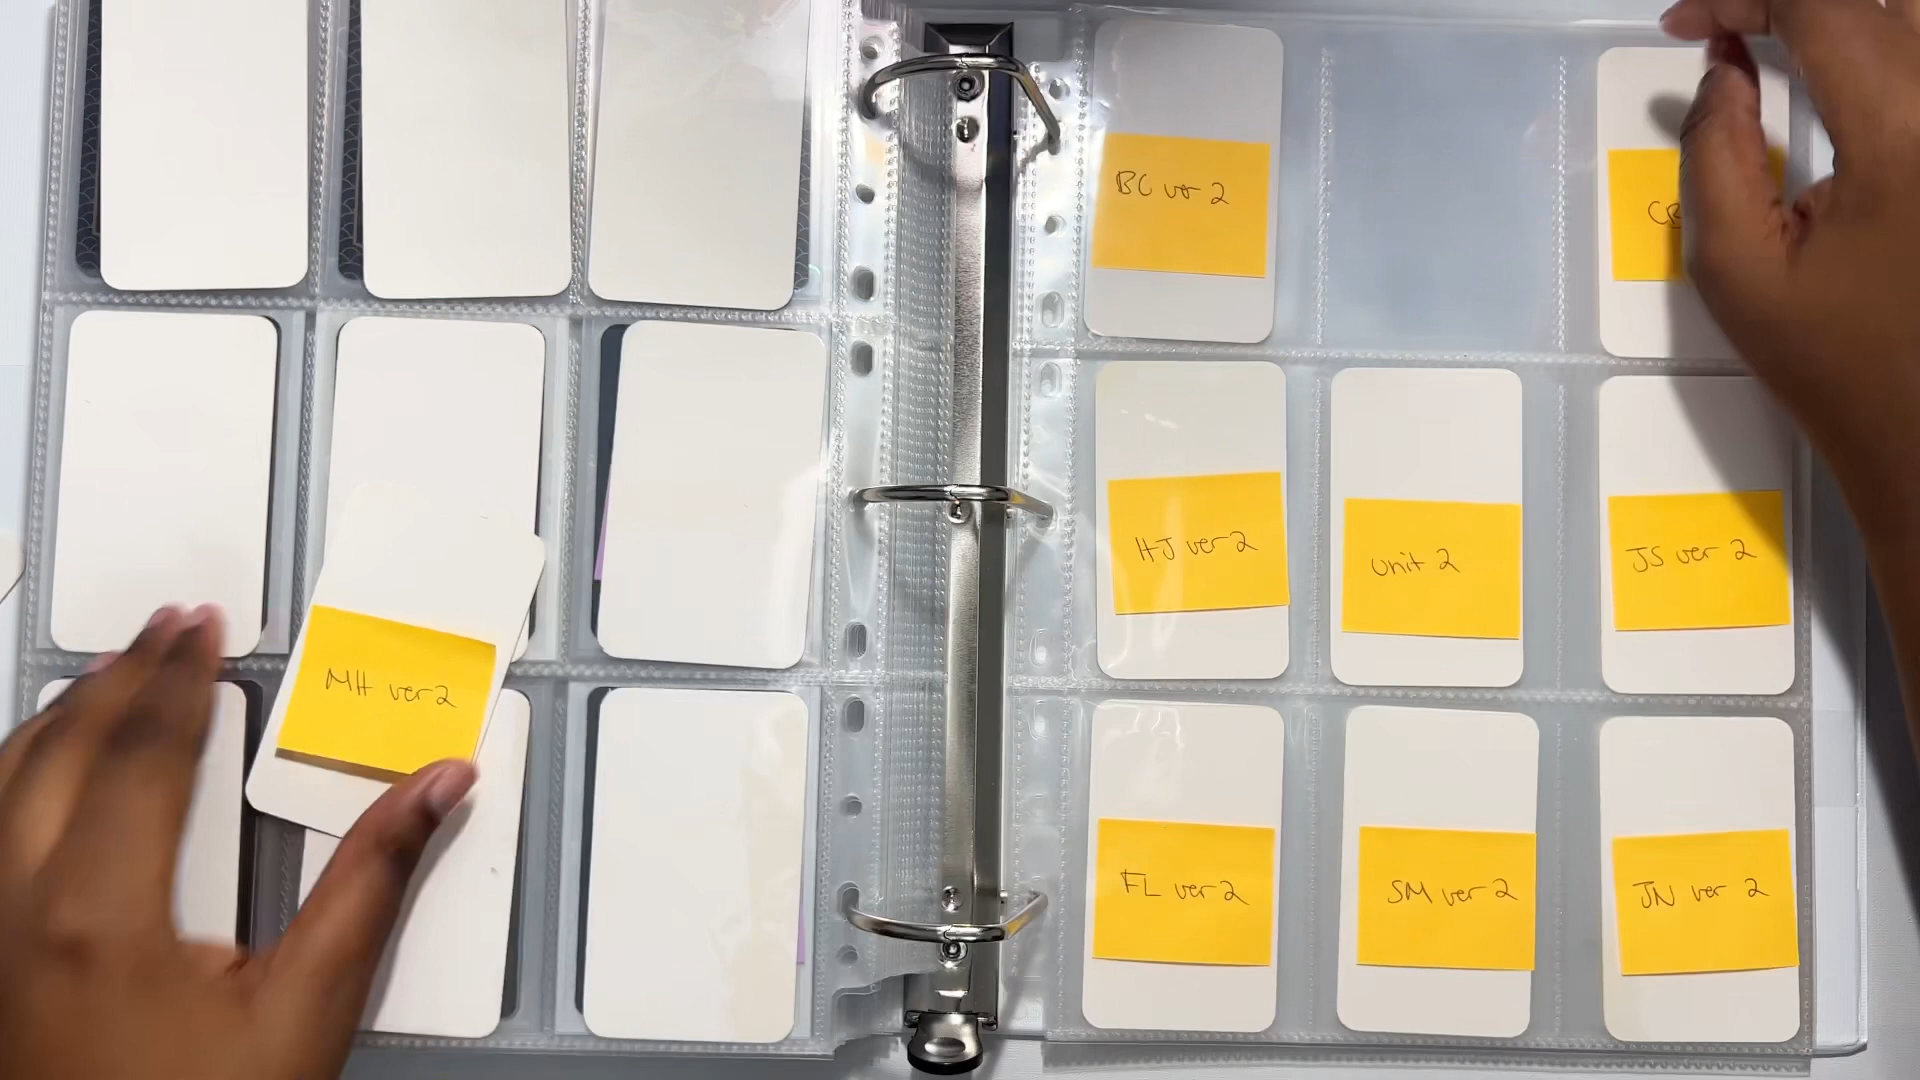 BC ver 2
CB
HJ ver 2
Unit 2
JS ver 2
MH ver 2
FL ver 2
SM ver 2
JN ver 2